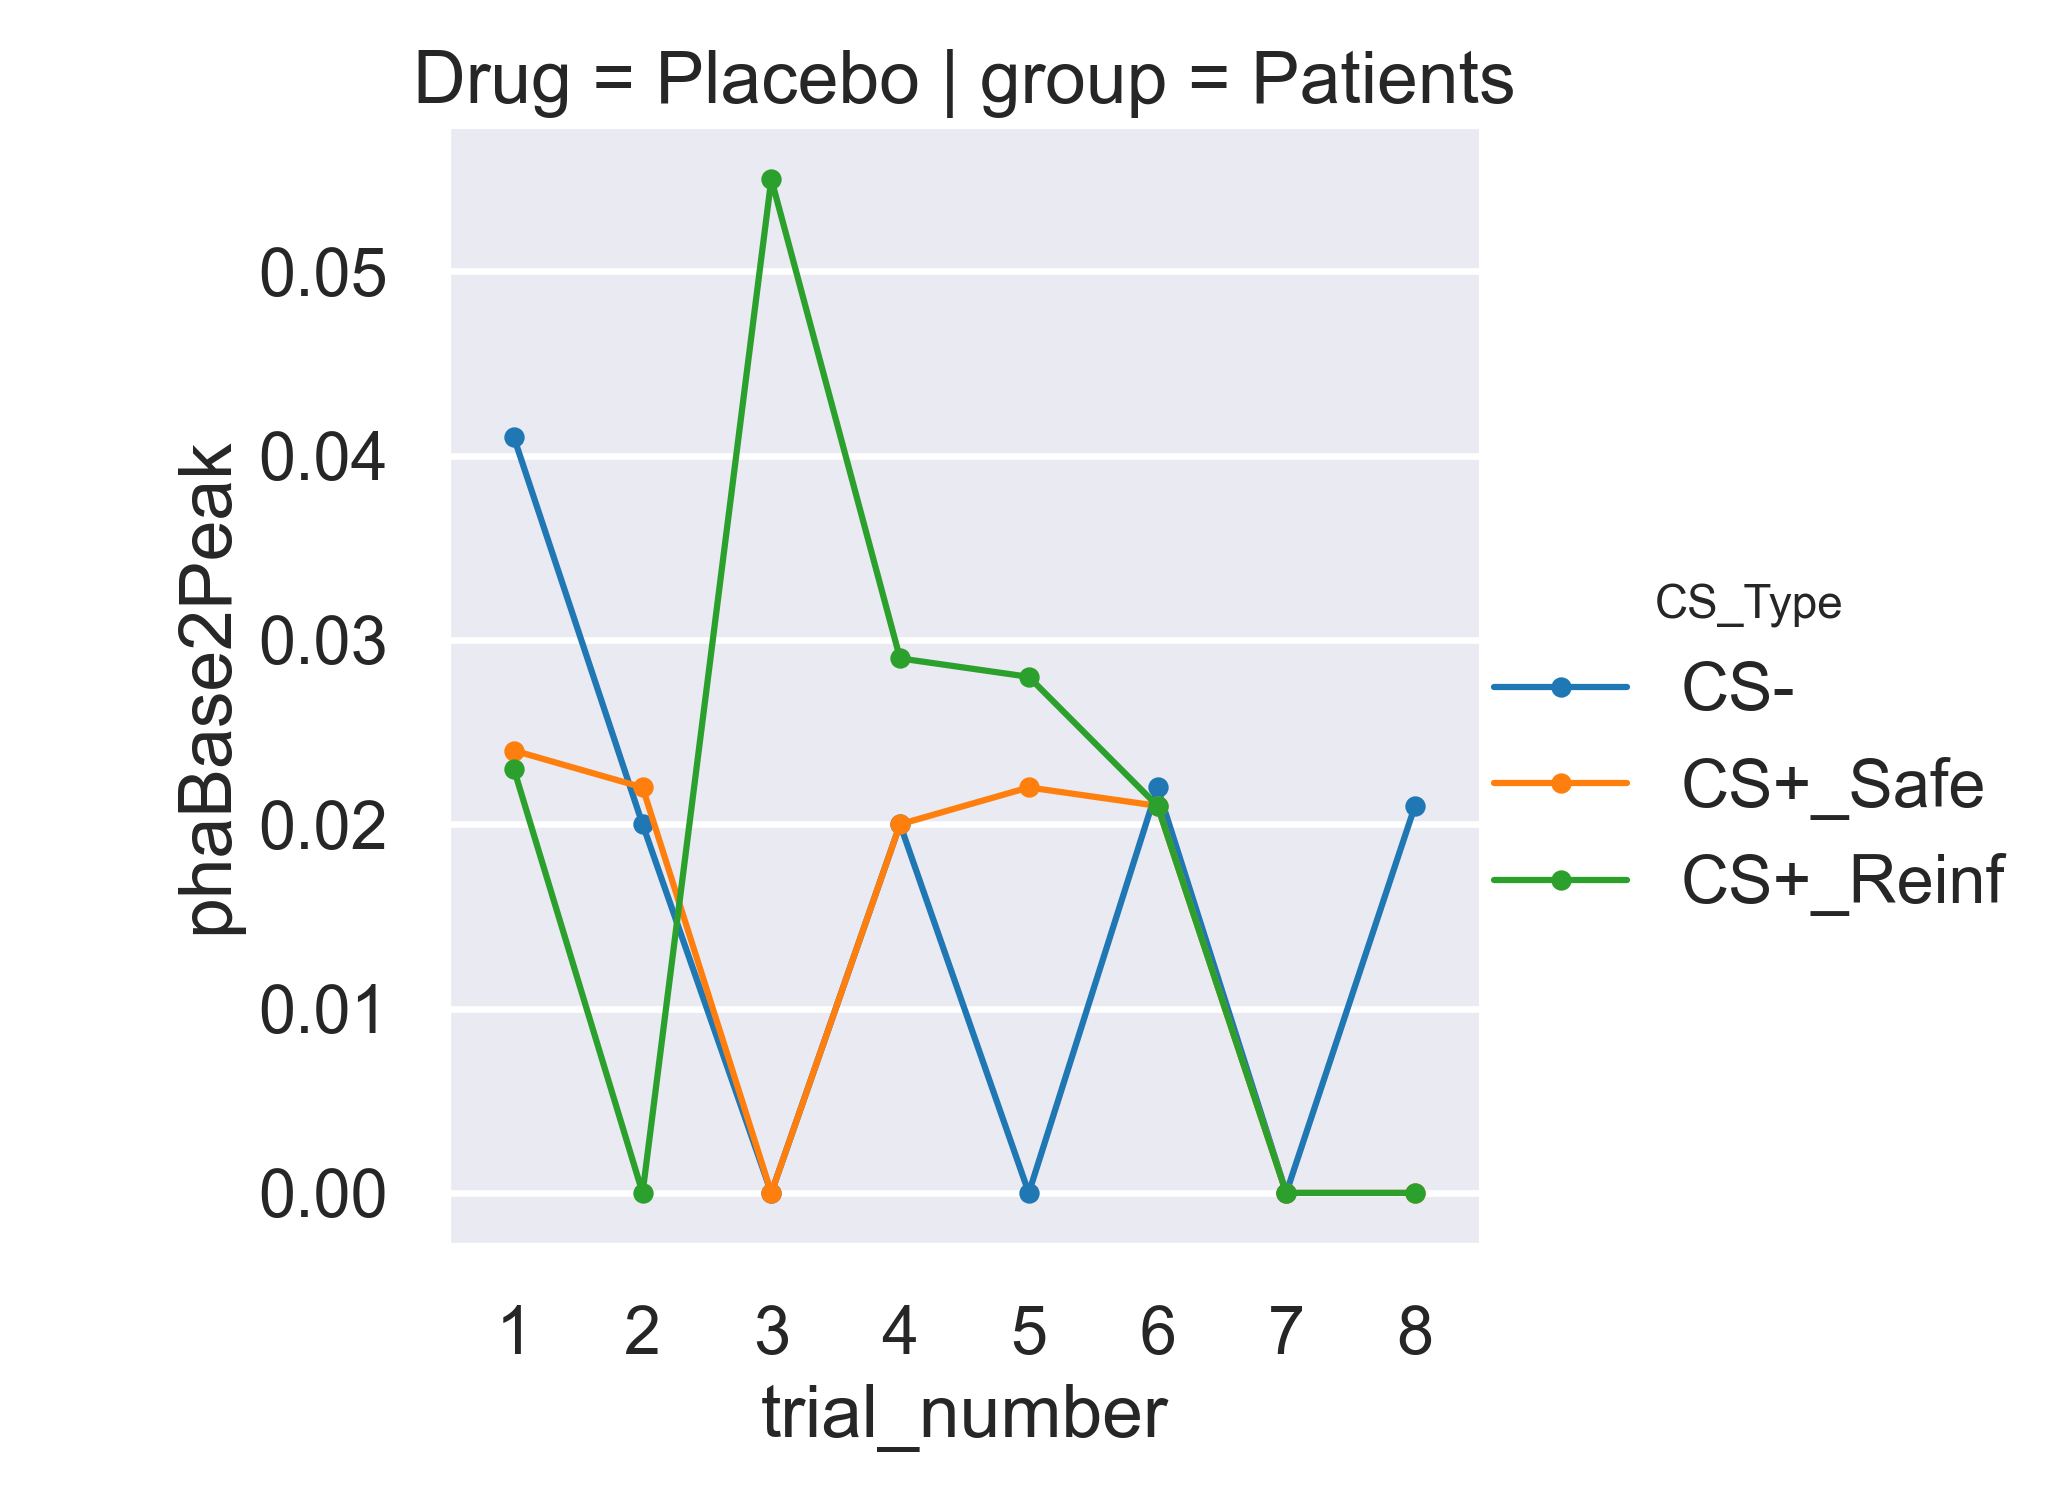 Drug = Placebo | group = Patients
phaBase2Peak
0.05
0.04
0.03
0.02
0.01
0.00
1 2 3 4 5 6 7 8
trial_number
CS_Type
CS-
CS+_Safe
CS+_Reinf